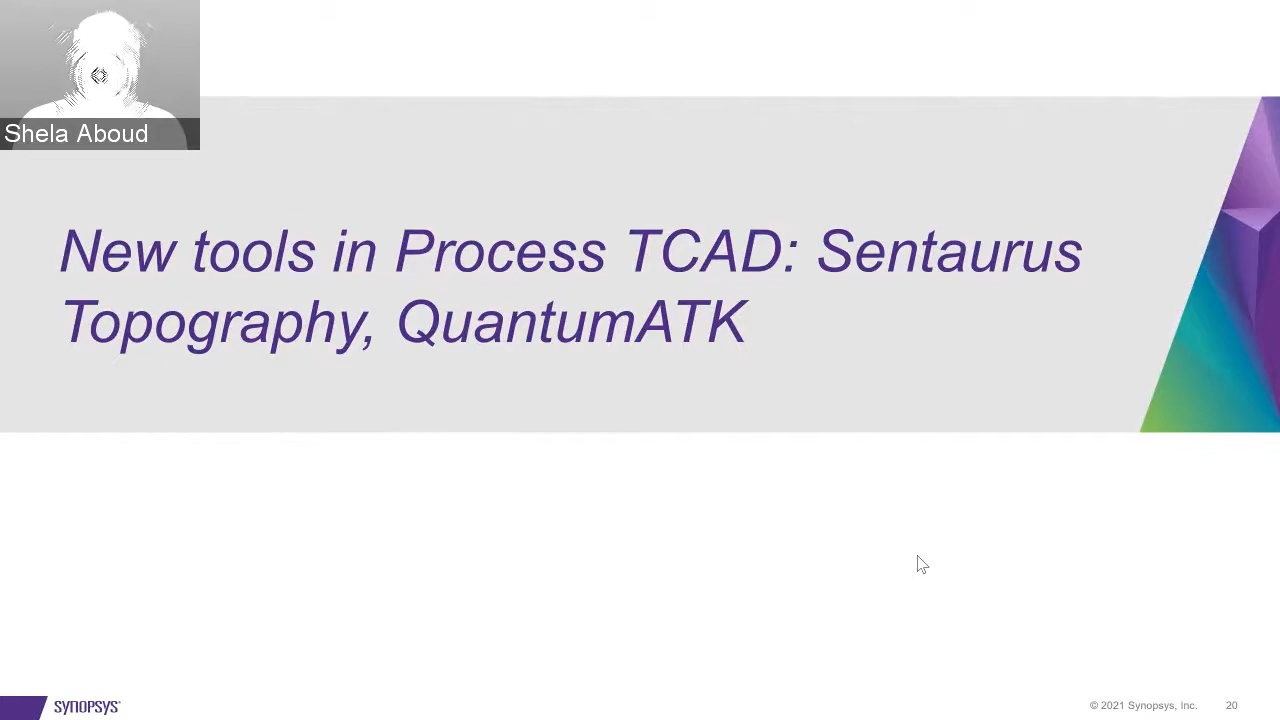 Shela Aboud
New tools in Process TCAD: Sentaurus
Topography, QuantumATK
SYNOPSYS®
© 2021 Synopsys, Inc.
20